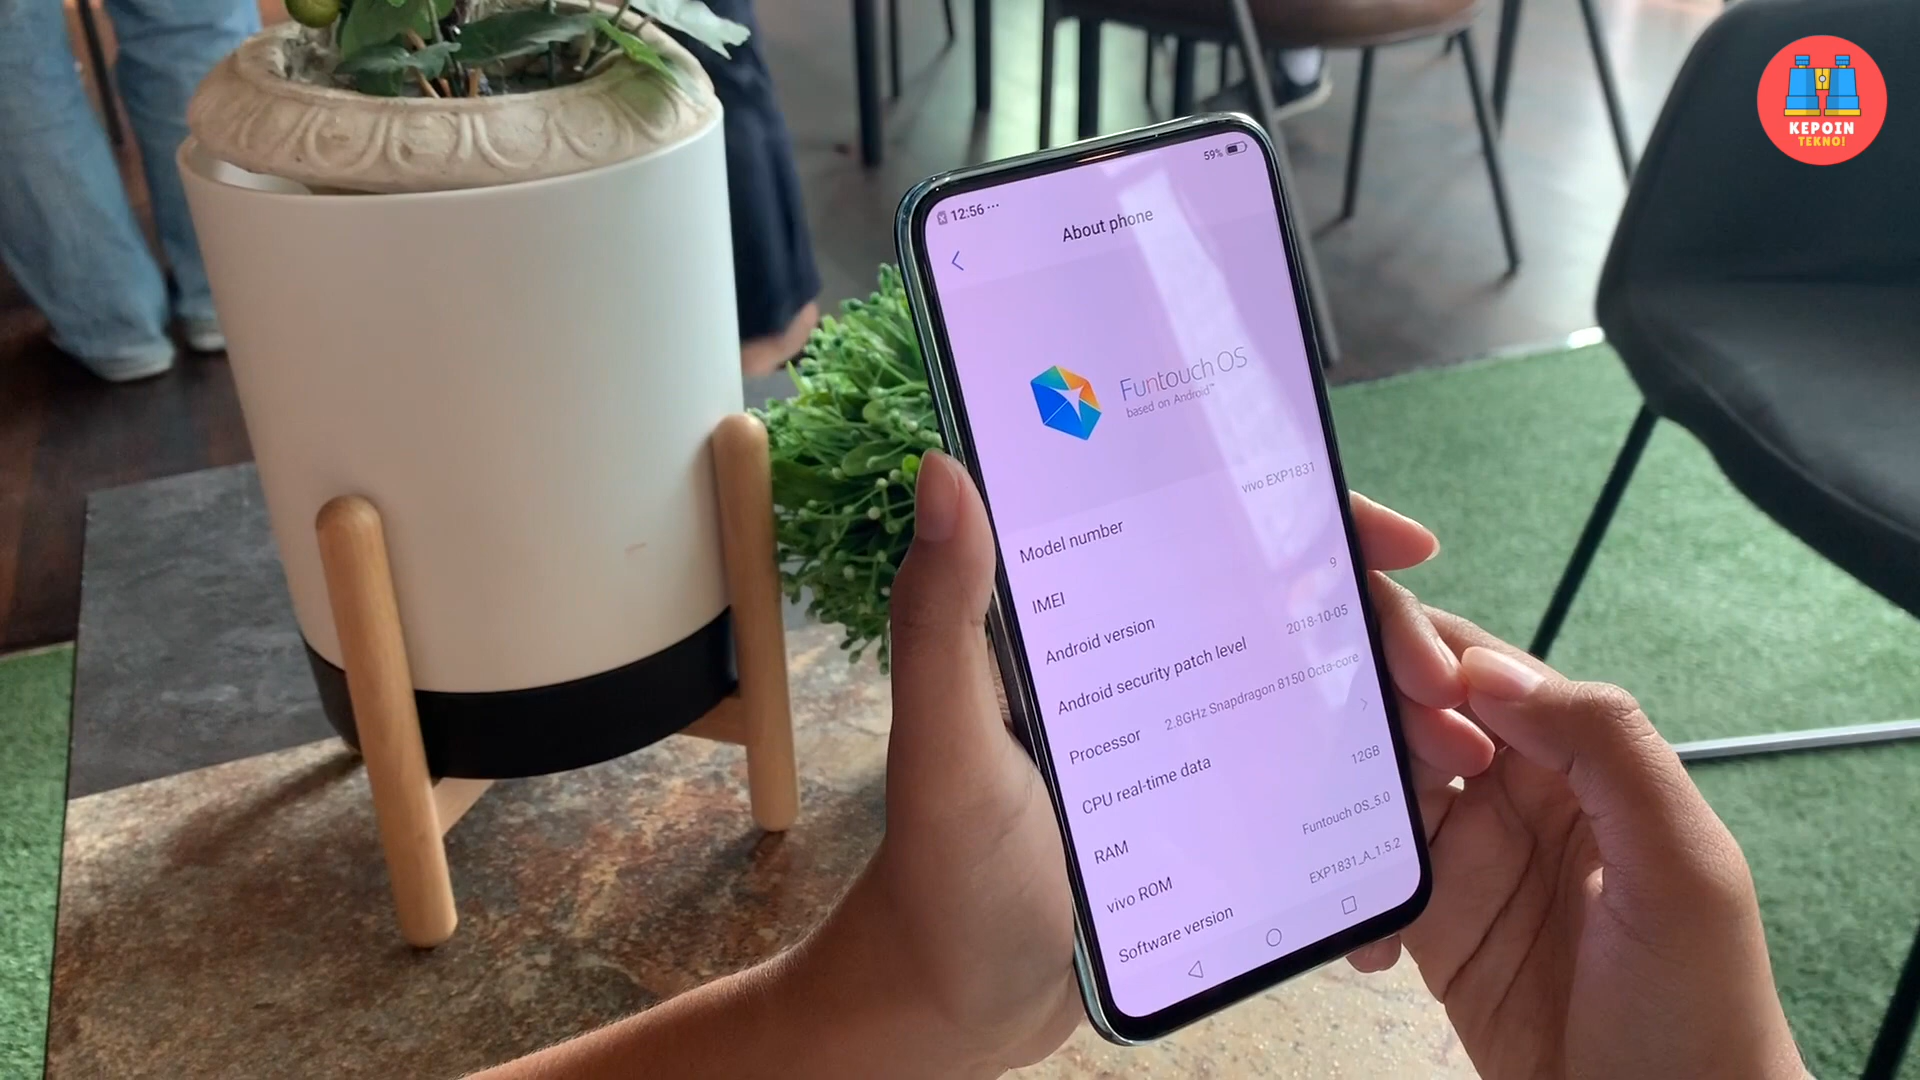 KEPOIN
TEKNO!
12:56 ... 59%
About phone
Funtouch OS
based on Android™
Model number vivo EXP1831
IMEI
Android version 9
Android security patch level 2018-10-05
Processor 2.8GHz Snapdragon 8150 Octa-core
CPU real-time data
RAM 12GB
vivo ROM Funtouch OS_5.0
Software version EXP1831_A_1.5.2